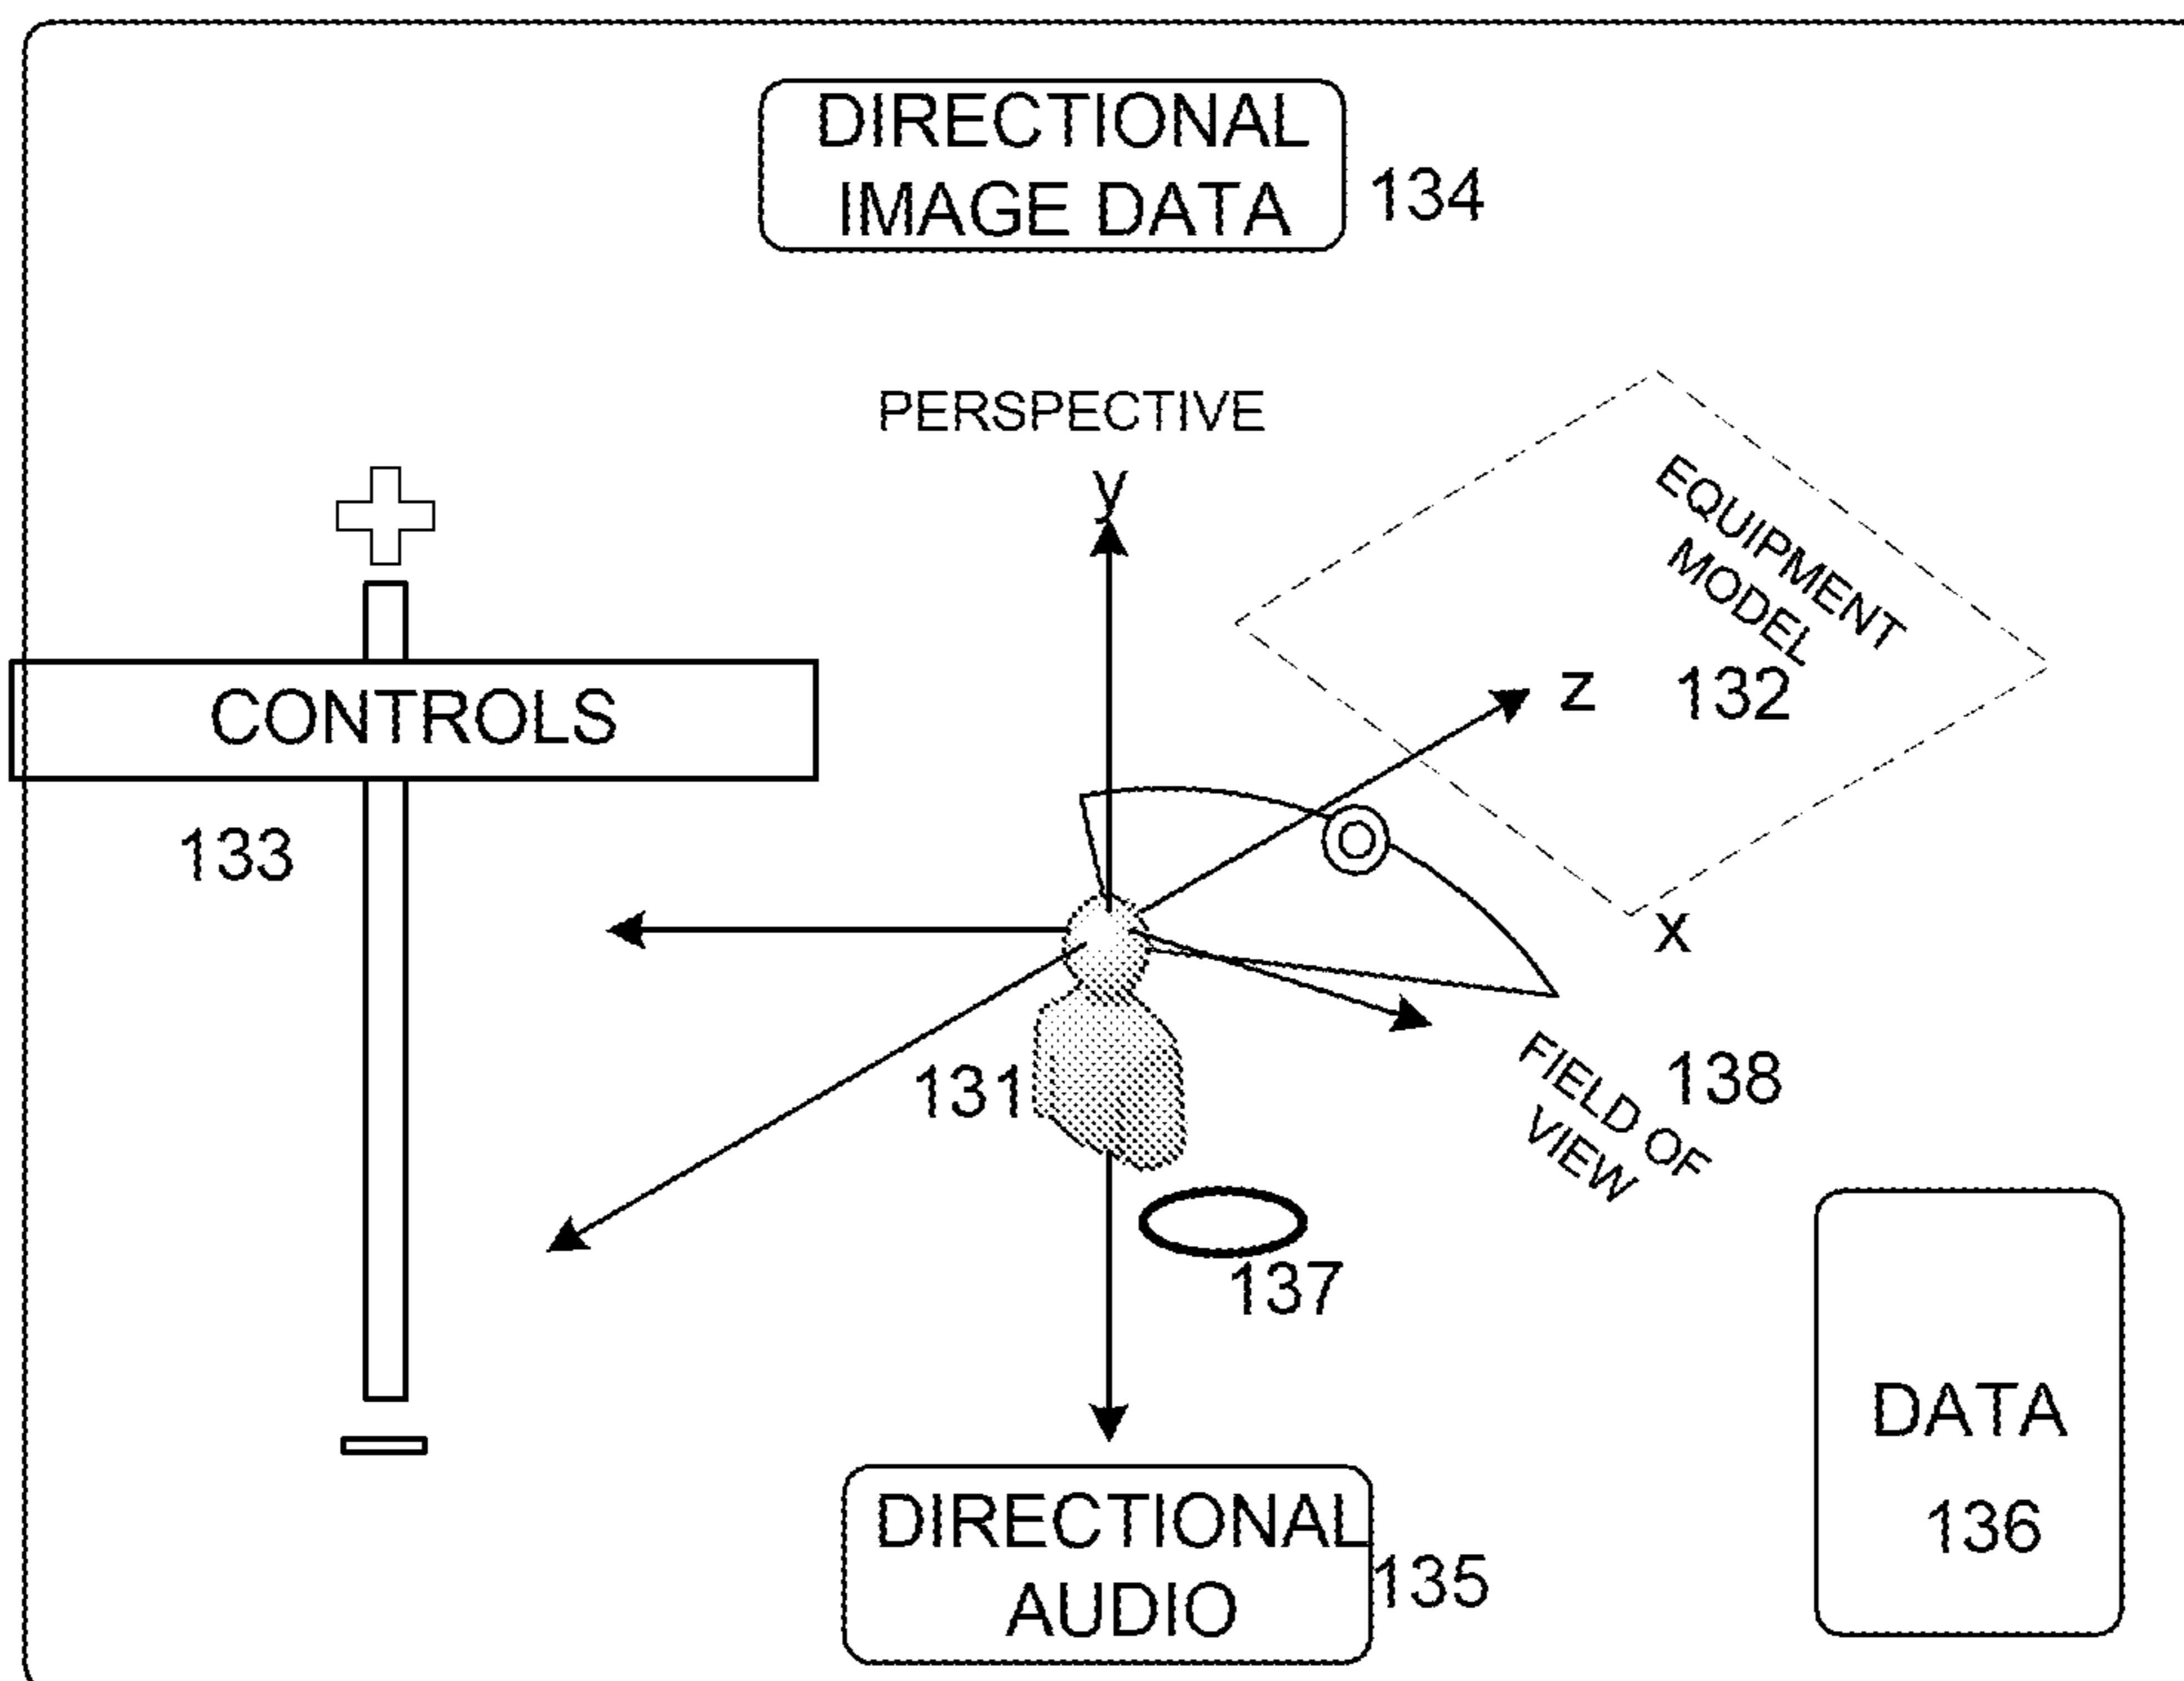 DIRECTIONAL
IMAGE DATA
134
PERSPECTIVE
y
EQUIPMENT
MODEL
132
Z
CONTROLS
133
X
131
138
FIELD OF
VIEW
137
DATA
136
DIRECTIONAL
AUDIO
135